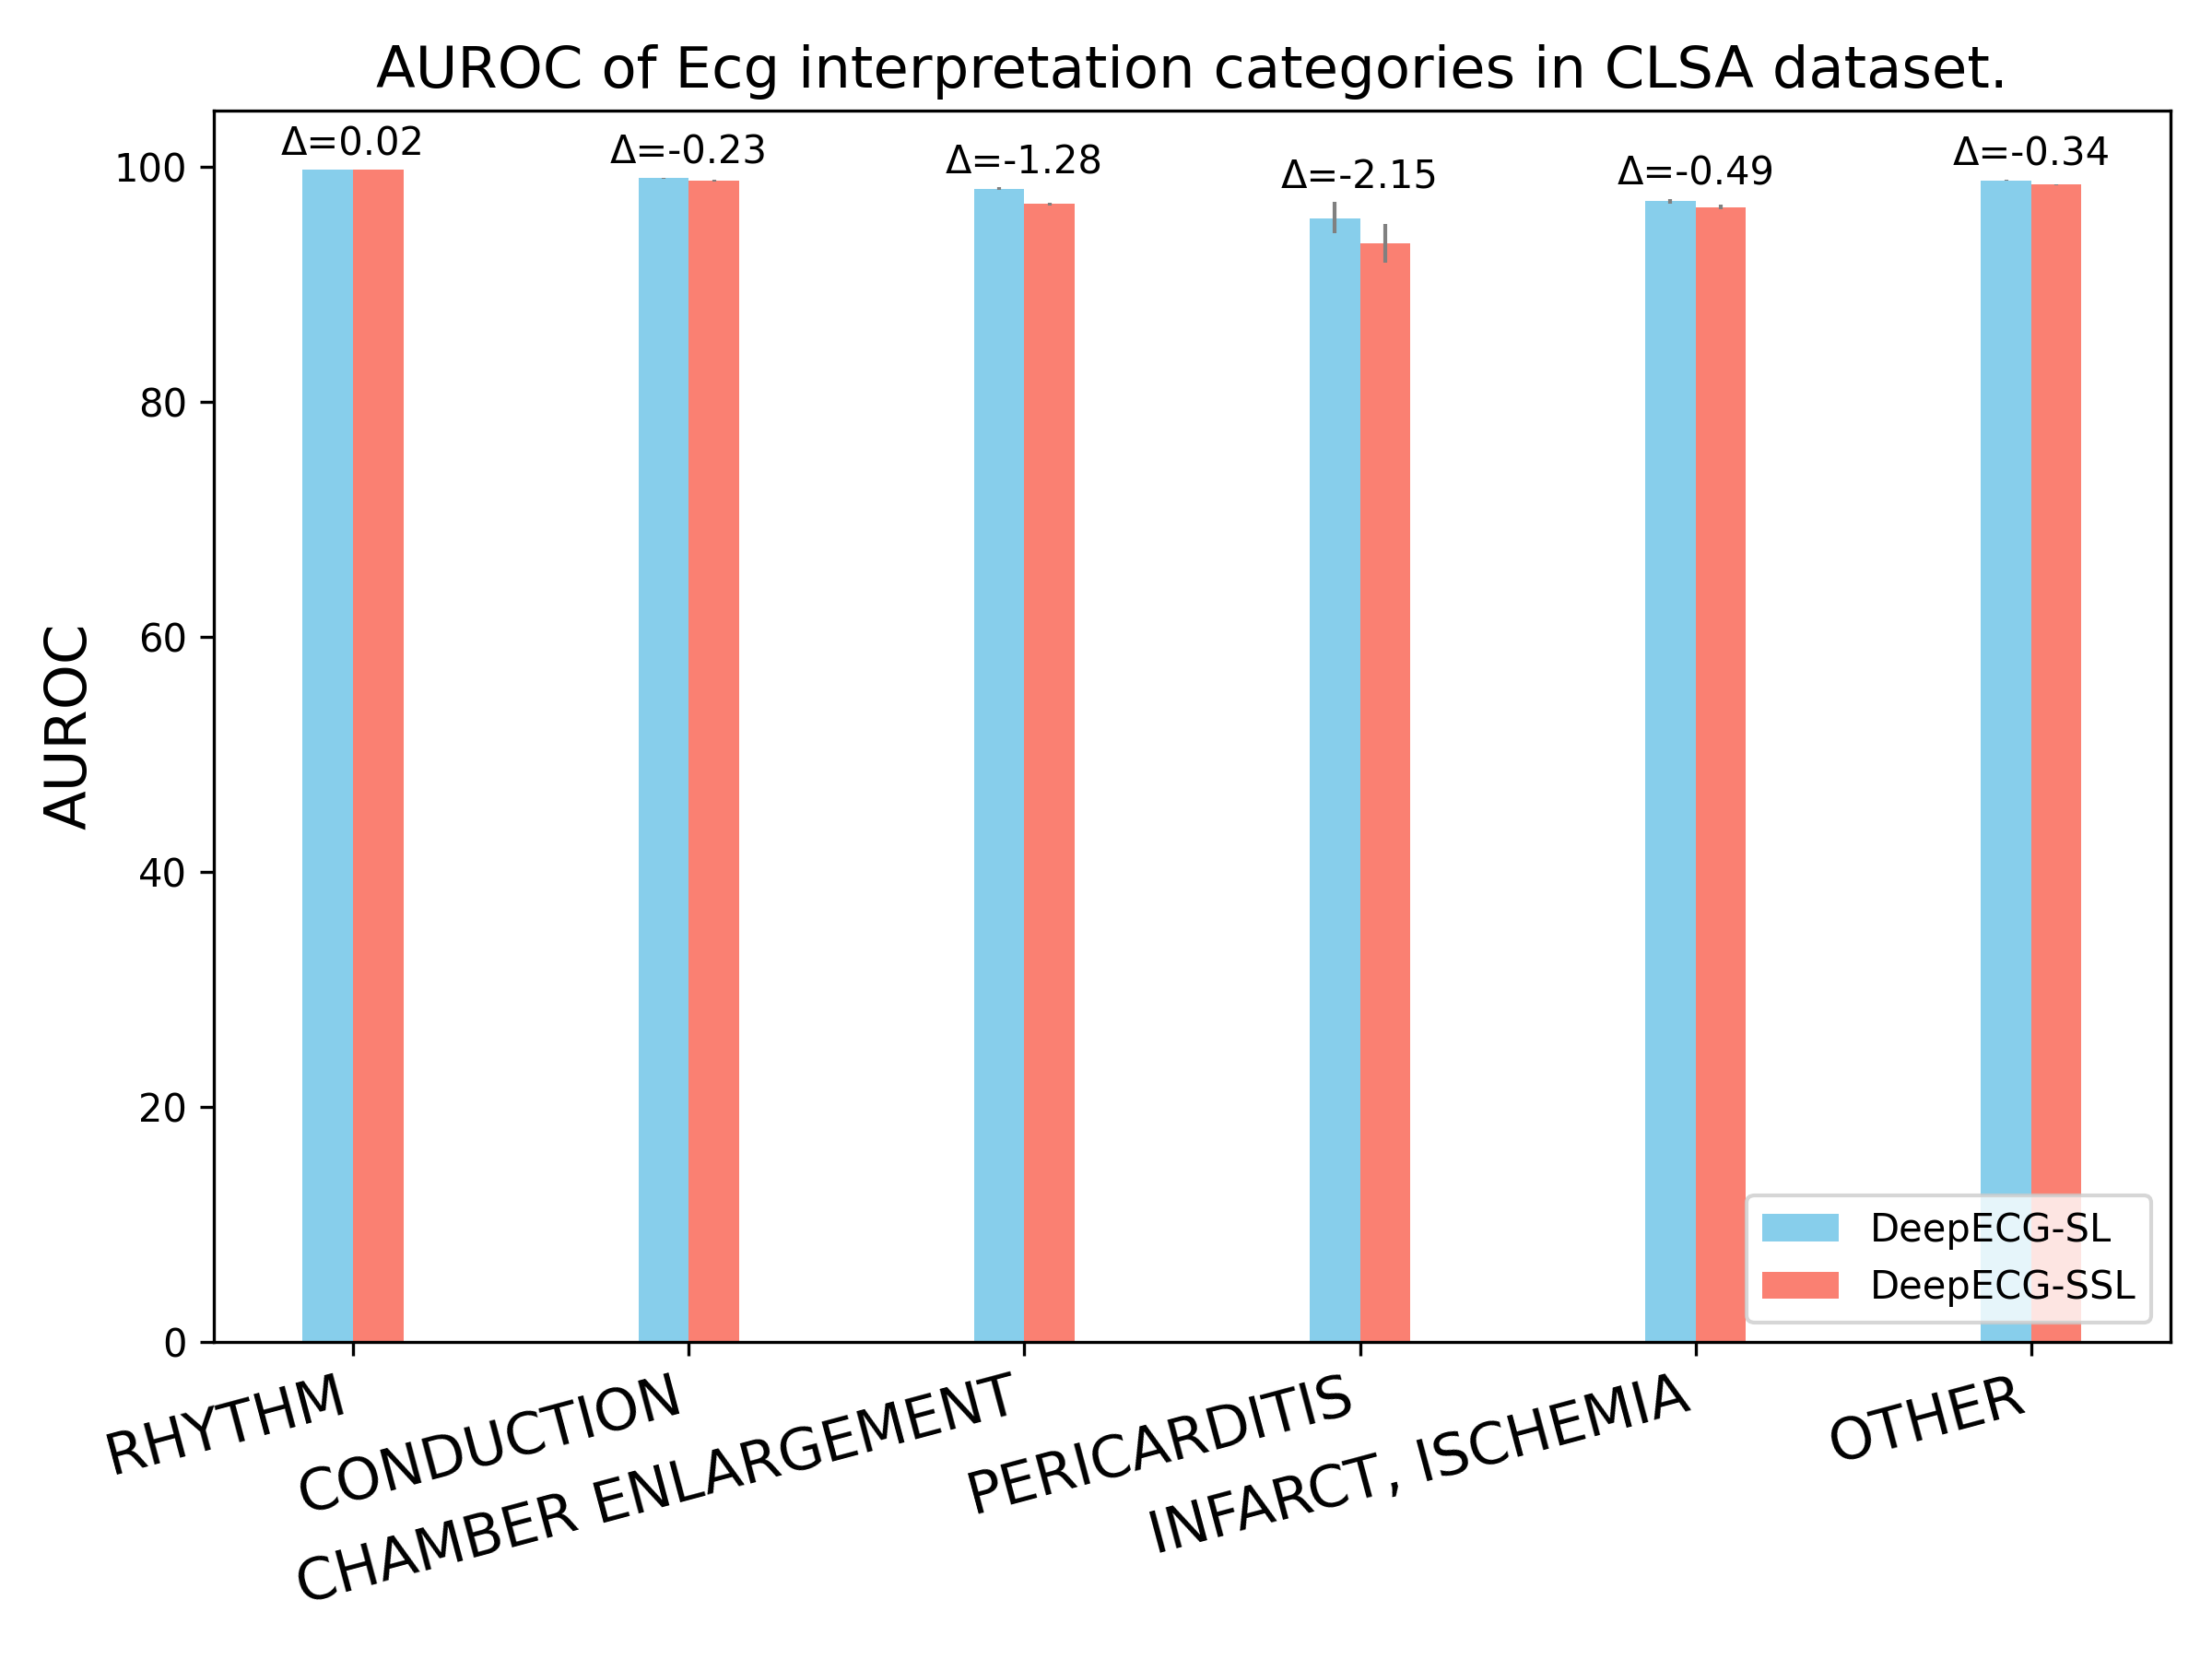 AUROC of Ecg interpretation categories in CLSA dataset.
Δ=0.02
Δ=-0.23
Δ=-1.28
Δ=-2.15
Δ=-0.49
Δ=-0.34
100
80
60
40
20
0
AUROC
DeepECG-SL
DeepECG-SSL
RHYTHM
CONDUCTION
CHAMBER ENLARGEMENT
PERICARDITIS
INFARCT, ISCHEMIA
OTHER